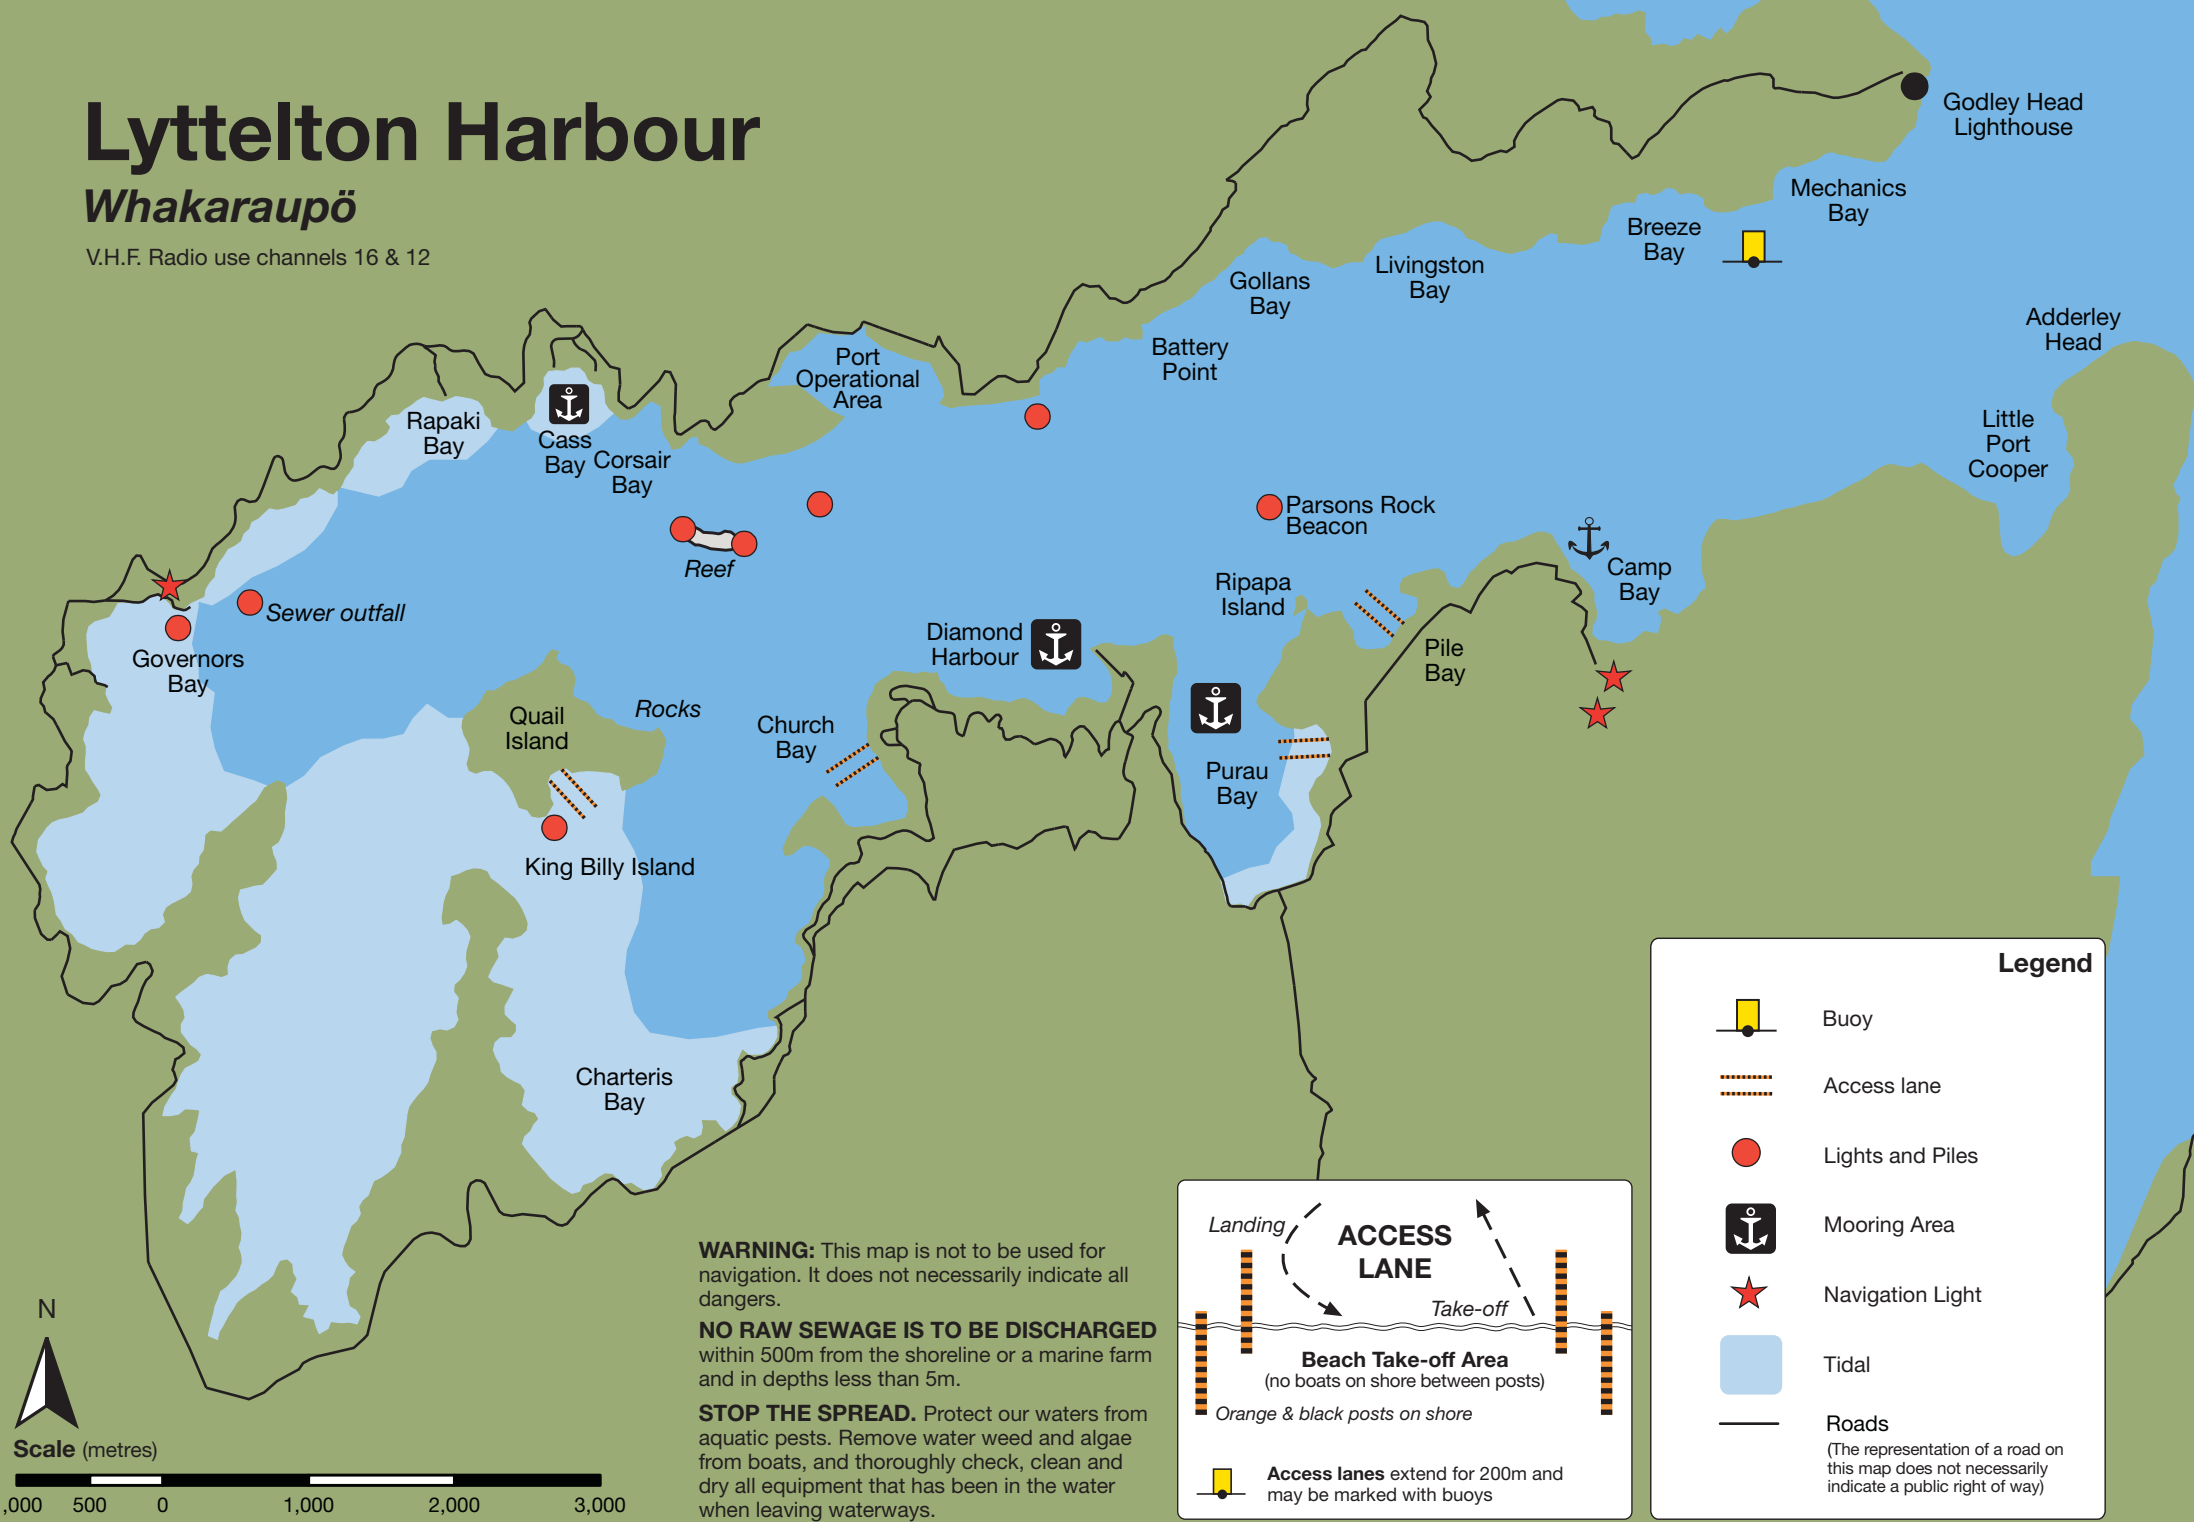 Lyttelton Harbour
Whakaraupö
V.H.F. Radio use channels 16 & 12
Godley Head
Lighthouse
Mechanics
Bay
Breeze
Bay
Livingston
Bay
Gollans
Bay
Battery
Point
Adderley
Head
Little
Port
Cooper
Port
Operational
Area
Rapaki
Bay
Cass
Bay
Corsair
Bay
Parsons Rock
Beacon
Reef
Camp
Bay
Ripapa
Island
Sewer outfall
Diamond
Harbour
Pile
Bay
Governors
Bay
Quail
Island
Rocks
Church
Bay
Purau
Bay
King Billy Island
Charteris
Bay
WARNING: This map is not to be used for
navigation. It does not necessarily indicate all
dangers.
NO RAW SEWAGE IS TO BE DISCHARGED
within 500m from the shoreline or a marine farm
and in depths less than 5m.
STOP THE SPREAD. Protect our waters from
aquatic pests. Remove water weed and algae
from boats, and thoroughly check, clean and
dry all equipment that has been in the water
when leaving waterways.
N
Scale (metres)
,000 500 0 1,000 2,000 3,000
Landing
ACCESS
LANE
Take-off
Beach Take-off Area
(no boats on shore between posts)
Orange & black posts on shore
Access lanes extend for 200m and
may be marked with buoys
Legend
Buoy
Access lane
Lights and Piles
Mooring Area
Navigation Light
Tidal
Roads
(The representation of a road on
this map does not necessarily
indicate a public right of way)